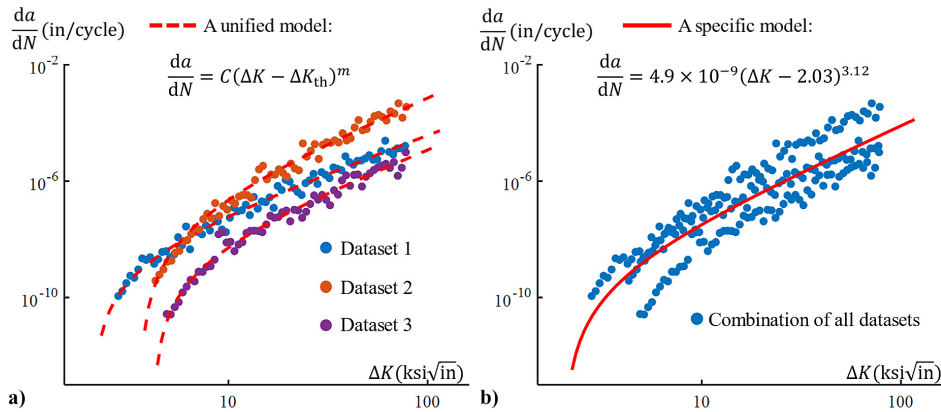 da/dN (in/cycle)
A unified model:
da/dN = C(ΔK − ΔK_th)^m
10^-2
10^-6
10^-10
Dataset 1
Dataset 2
Dataset 3
ΔK(ksi√in)
10
100
a)
da/dN (in/cycle)
A specific model:
da/dN = 4.9 × 10^-9(ΔK − 2.03)^3.12
10^-2
10^-6
10^-10
Combination of all datasets
ΔK(ksi√in)
10
100
b)